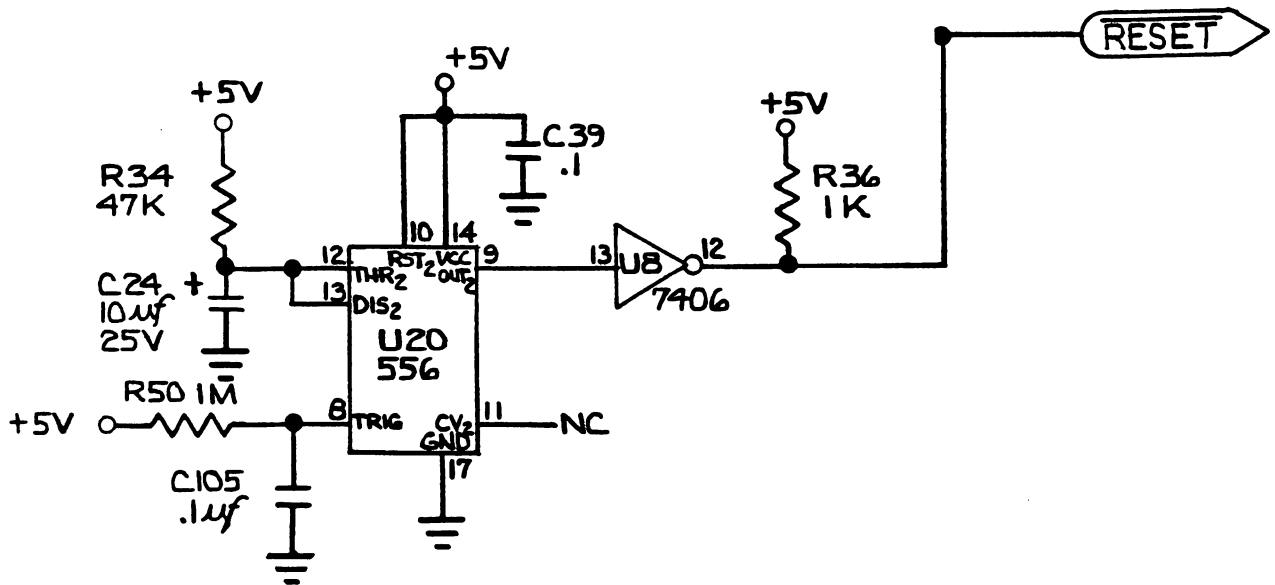 RESET
+5V
+5V
+5V
C39
.1
R34
47K
R36
1K
10
14
12
RST2
VCC
9
THR2
OUT2
13
U8
12
7406
C24
+
10µf
25V
13
DIS2
U20
556
R50 1M
+5V
8
TRIG
CV2
11
NC
GND
17
C105
.1µf